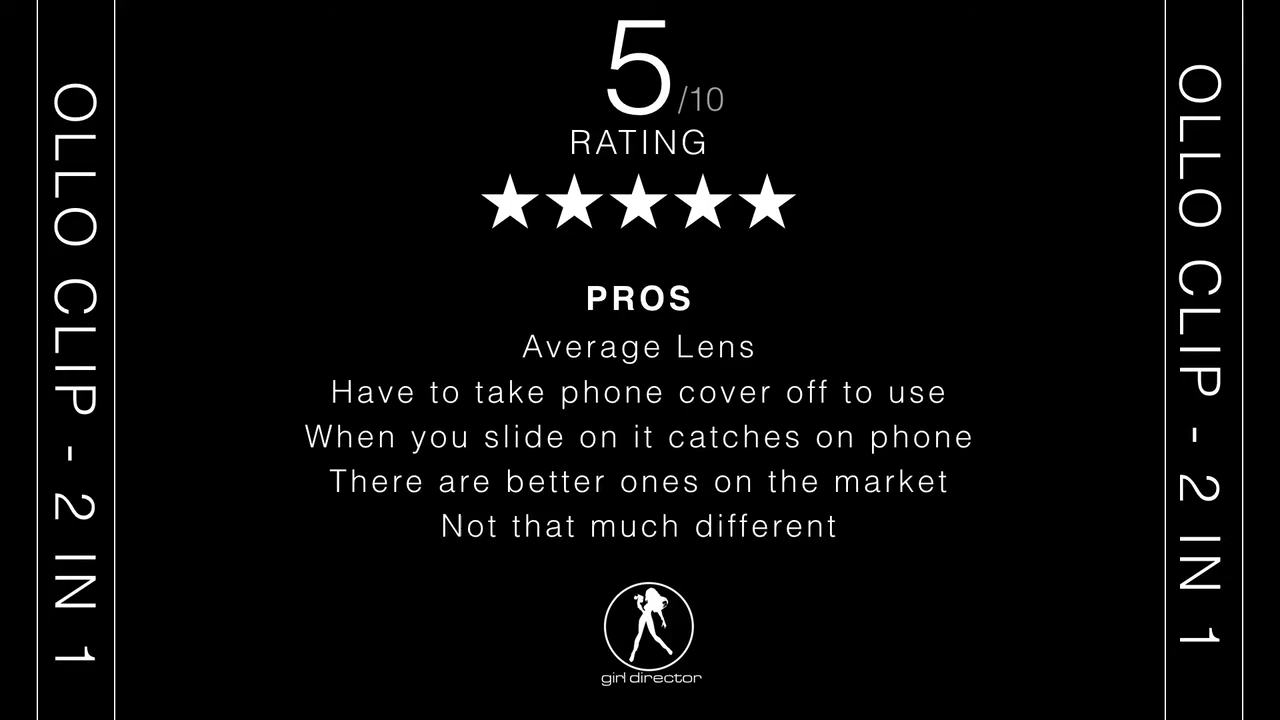 OLLO CLIP - 2 IN 1
5/10
RATING
PROS
Average Lens
Have to take phone cover off to use
When you slide on it catches on phone
There are better ones on the market
Not that much different
girl director
OLLO CLIP - 2 IN 1